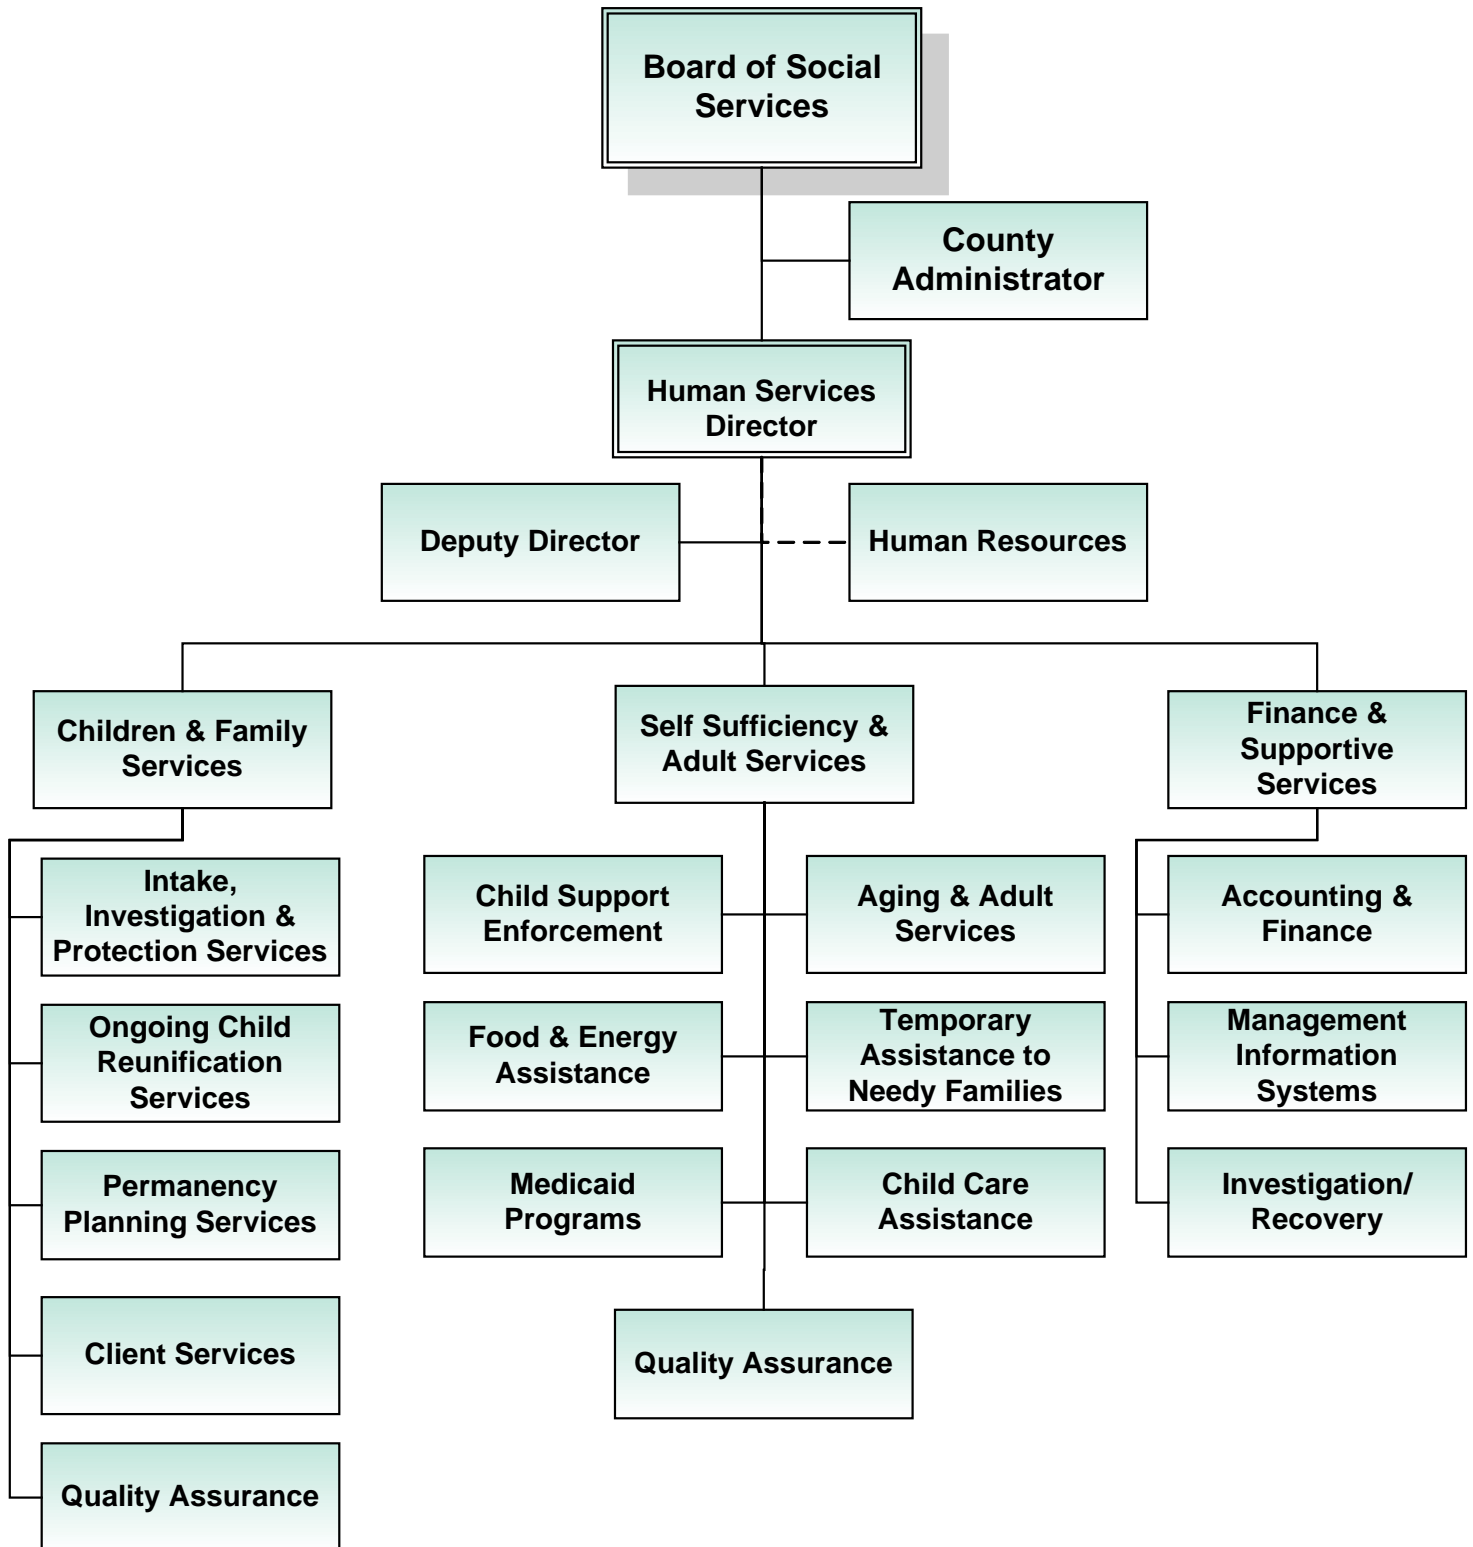 Board of Social
Services
County
Administrator
Human Services
Director
Deputy Director
Human Resources
Children & Family
Services
Self Sufficiency &
Adult Services
Finance &
Supportive
Services
Intake,
Investigation &
Protection Services
Ongoing Child
Reunification
Services
Permanency
Planning Services
Client Services
Quality Assurance
Child Support
Enforcement
Aging & Adult
Services
Food & Energy
Assistance
Temporary
Assistance to
Needy Families
Medicaid
Programs
Child Care
Assistance
Quality Assurance
Accounting &
Finance
Management
Information
Systems
Investigation/
Recovery